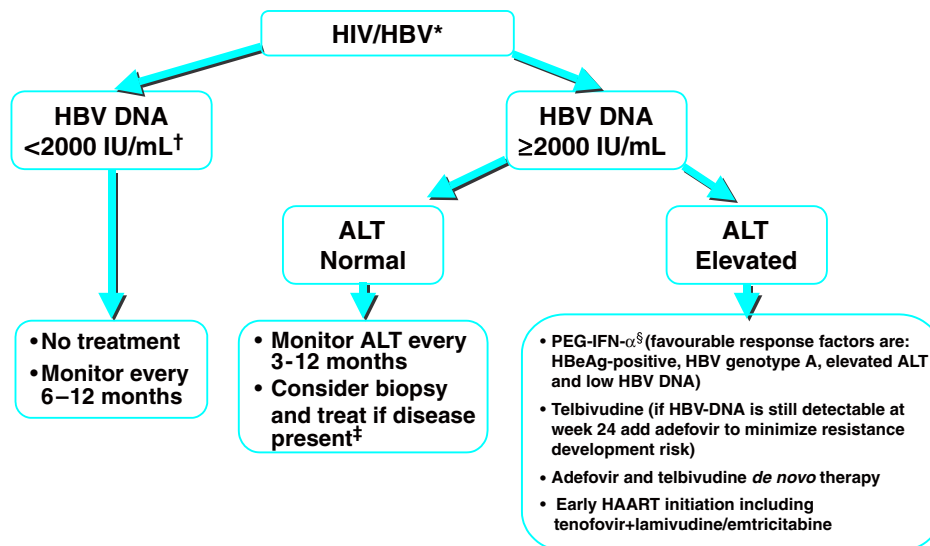 HIV/HBV*
HBV DNA
<2000 IU/mL†
HBV DNA
≥2000 IU/mL
ALT
Normal
ALT
Elevated
• No treatment
• Monitor every
6–12 months
• Monitor ALT every
3-12 months
• Consider biopsy
and treat if disease
present‡
• PEG-IFN-α§ (favourable response factors are:
HBeAg-positive, HBV genotype A, elevated ALT
and low HBV DNA)
• Telbivudine (if HBV-DNA is still detectable at
week 24 add adefovir to minimize resistance
development risk)
• Adefovir and telbivudine de novo therapy
• Early HAART initiation including
tenofovir+lamivudine/emtricitabine